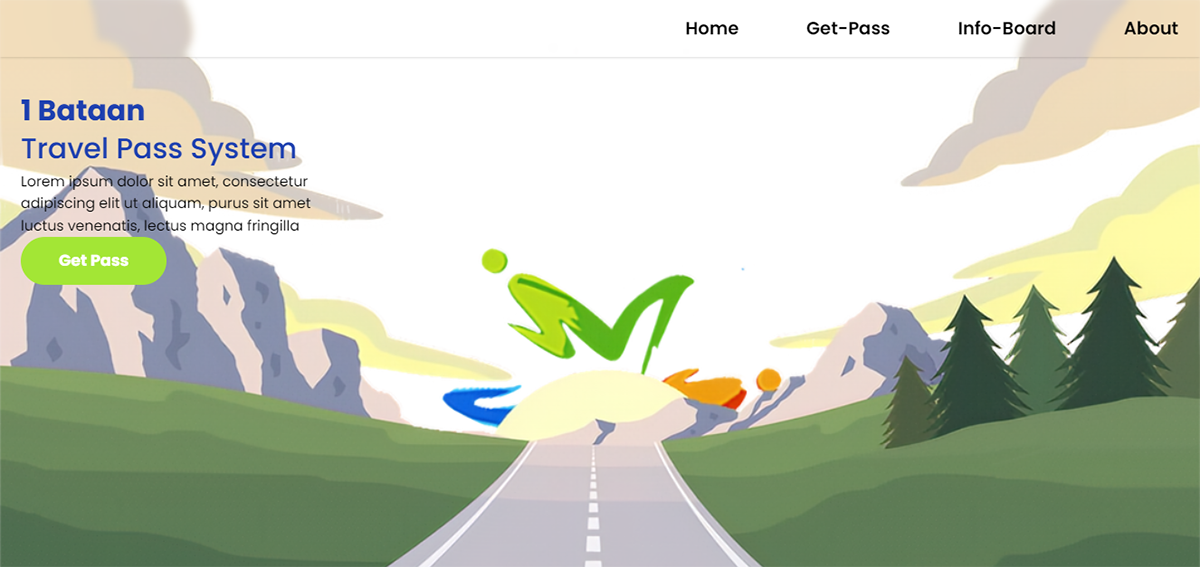 Home Get-Pass Info-Board About
1 Bataan
Travel Pass System
Lorem ipsum dolor sit amet, consectetur
adipiscing elit ut aliquam, purus sit amet
luctus venenatis, lectus magna fringilla
Get Pass